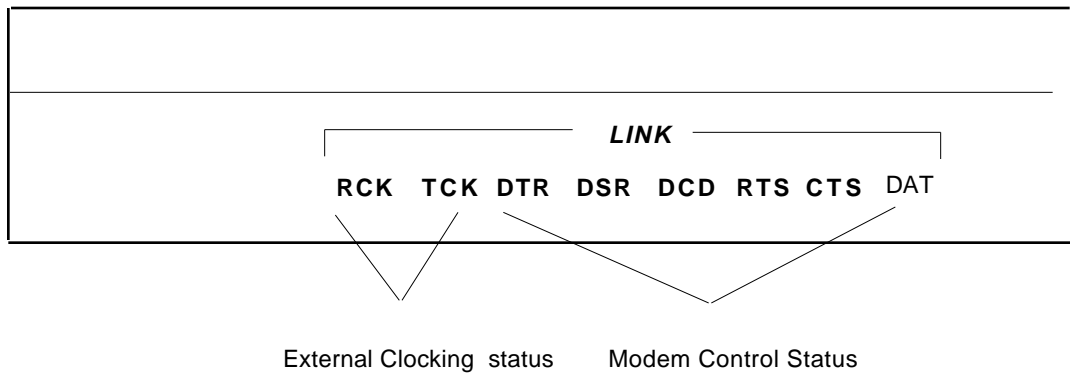 LINK
RCK TCK DTR DSR DCD RTS CTS DAT
External Clocking status Modem Control Status